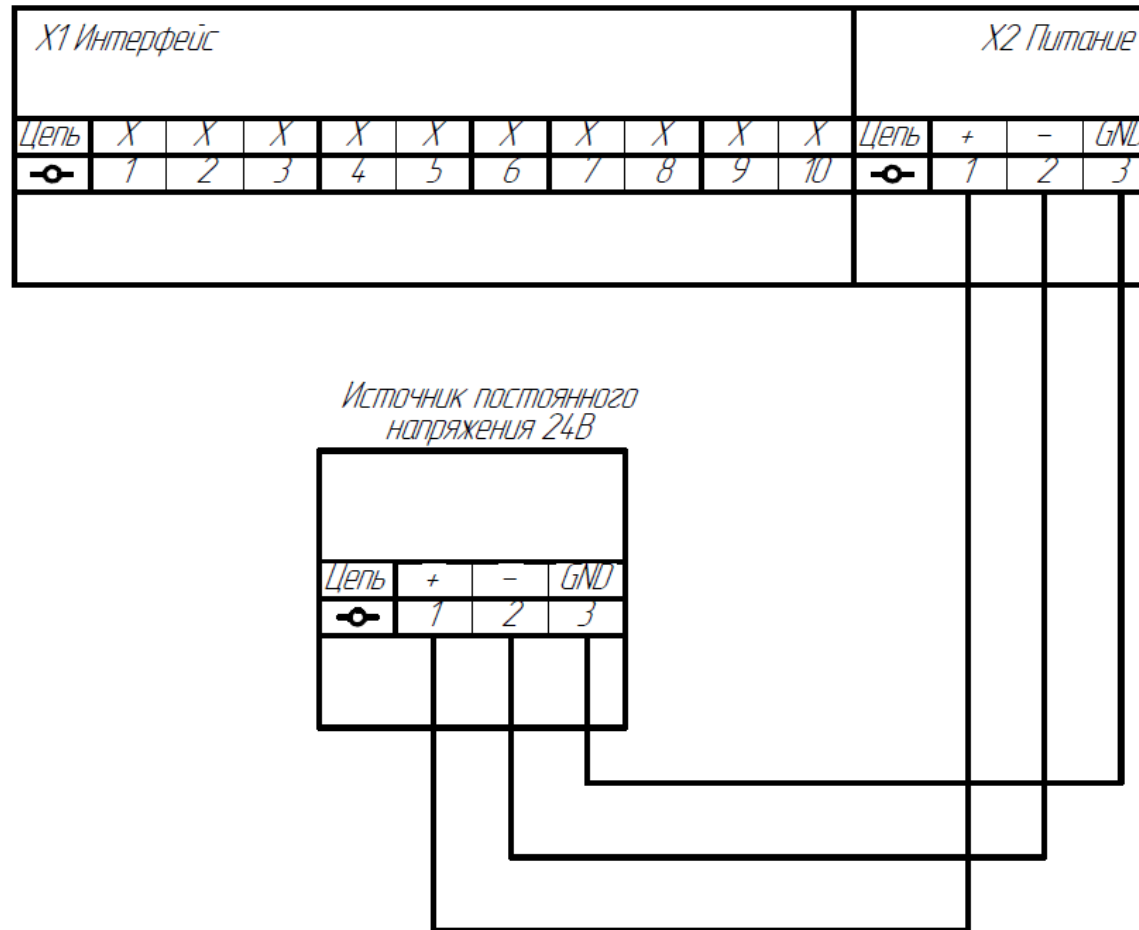 X1 Интерфейс
X2 Питание
Цепь X X X X X X X X X X Цепь + - GND
1 2 3 4 5 6 7 8 9 10 1 2 3
Источник постоянного
напряжения 24В
Цепь + - GND
1 2 3